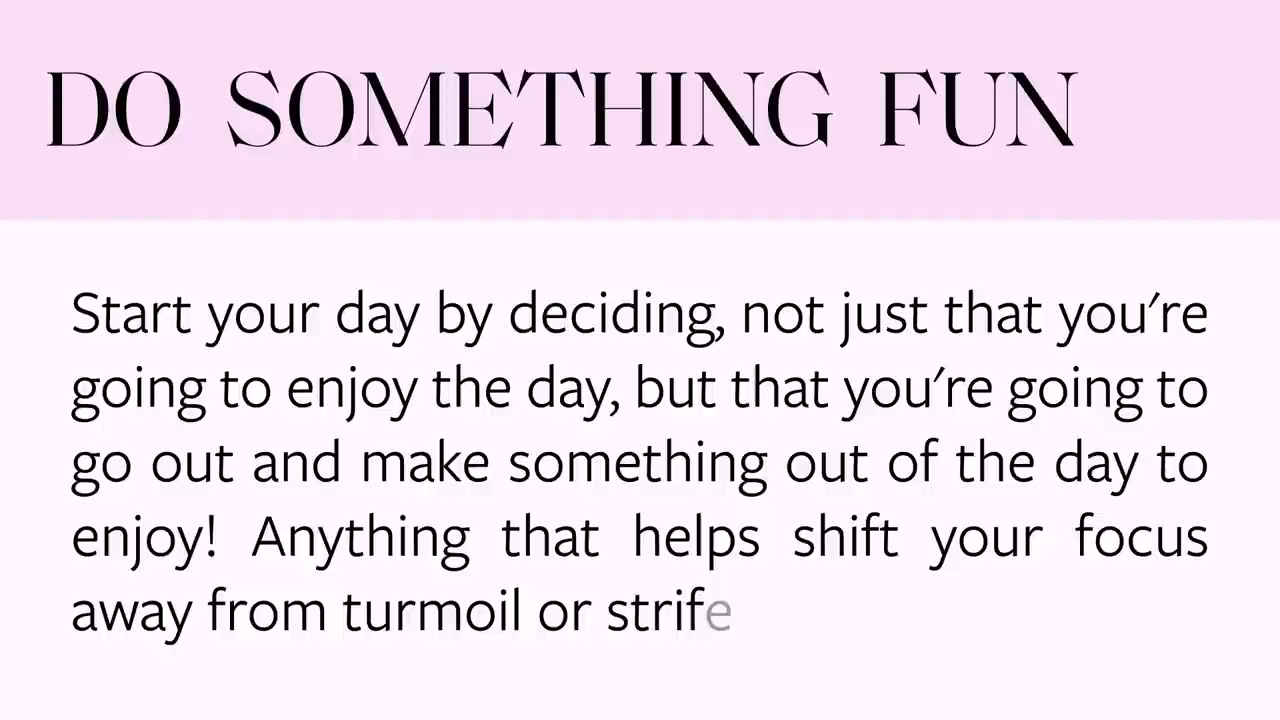 DO SOMETHING FUN
Start your day by deciding, not just that you're
going to enjoy the day, but that you're going to
go out and make something out of the day to
enjoy! Anything that helps shift your focus
away from turmoil or strife